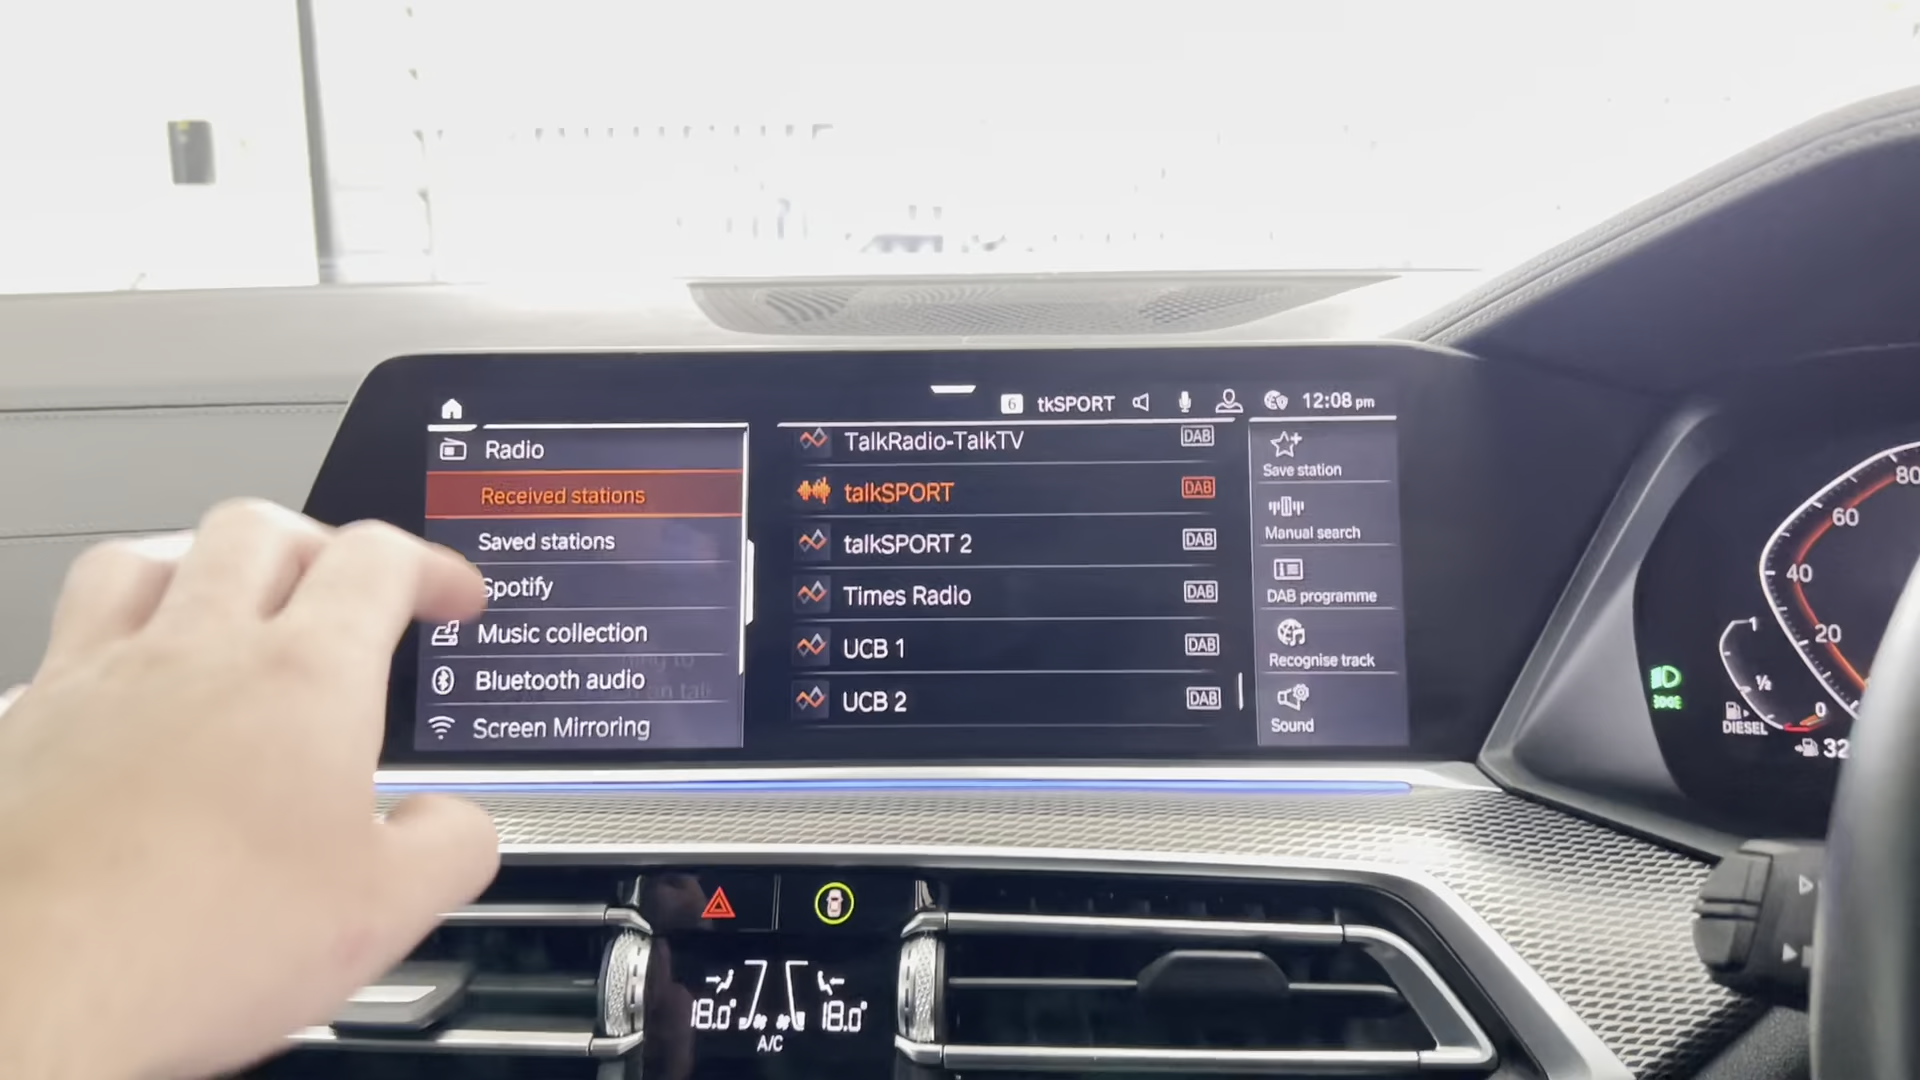 6 tkSPORT 12:08 pm
Radio
Received stations
Saved stations
Spotify
Music collection
Bluetooth audio
Screen Mirroring
TalkRadio-TalkTV DAB
talkSPORT DAB
talkSPORT 2 DAB
Times Radio DAB
UCB 1 DAB
UCB 2 DAB
Save station
Manual search
DAB programme
Recognise track
Sound
80
60
40
20
0
1
½
DIESEL
32
18.0°
18.0°
A/C